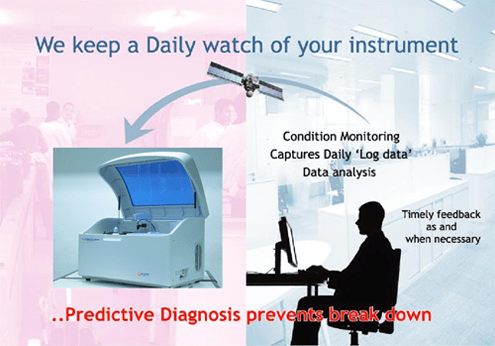 We keep a Daily watch of your instrument
Condition Monitoring
Captures Daily ‘Log data’
Data analysis
Timely feedback
as and
when necessary
..Predictive Diagnosis prevents break down